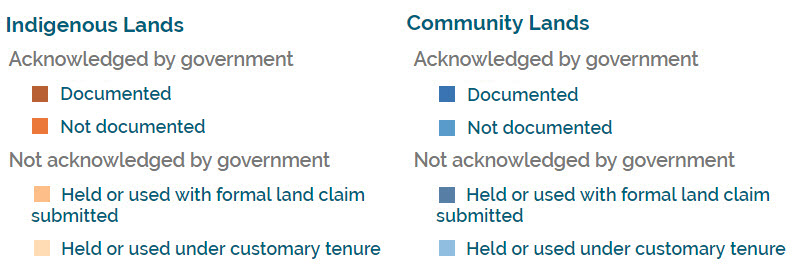 Indigenous Lands
Acknowledged by government
Documented
Not documented
Not acknowledged by government
Held or used with formal land claim
submitted
Held or used under customary tenure
Community Lands
Acknowledged by government
Documented
Not documented
Not acknowledged by government
Held or used with formal land claim
submitted
Held or used under customary tenure